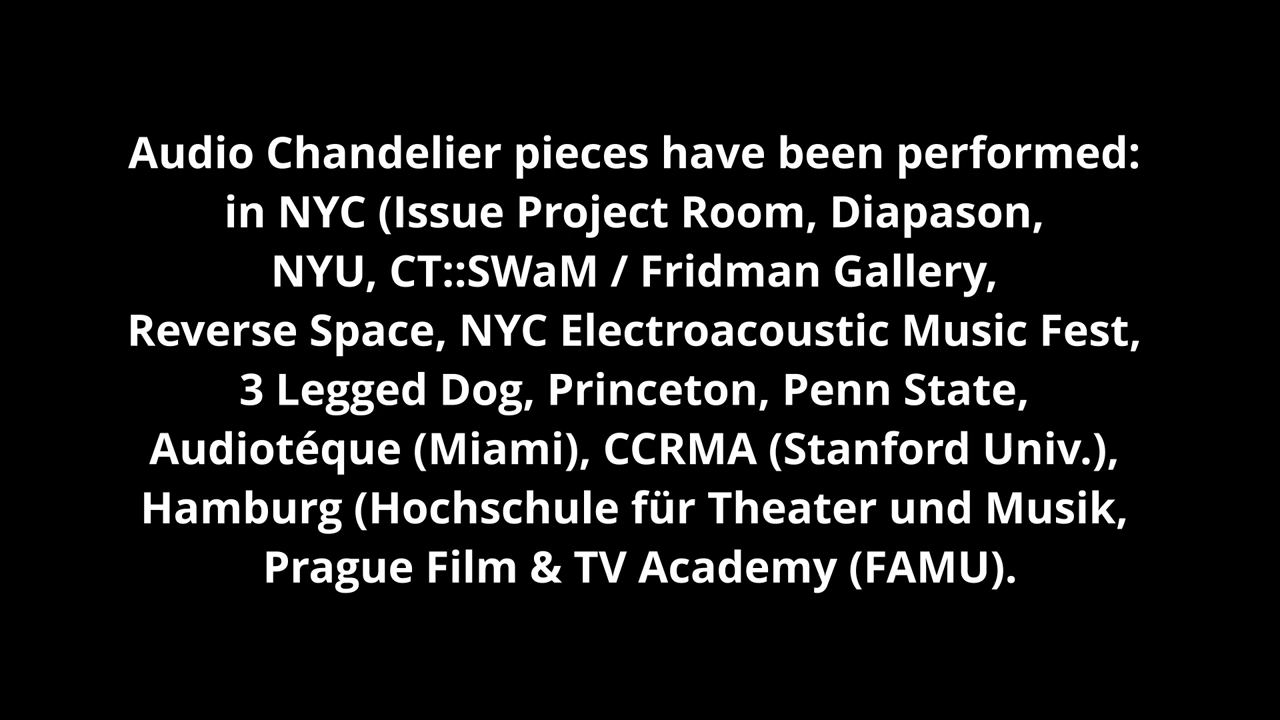 Audio Chandelier pieces have been performed:
in NYC (Issue Project Room, Diapason,
NYU, CT::SWaM / Fridman Gallery,
Reverse Space, NYC Electroacoustic Music Fest,
3 Legged Dog, Princeton, Penn State,
Audiotéque (Miami), CCRMA (Stanford Univ.),
Hamburg (Hochschule für Theater und Musik,
Prague Film & TV Academy (FAMU).